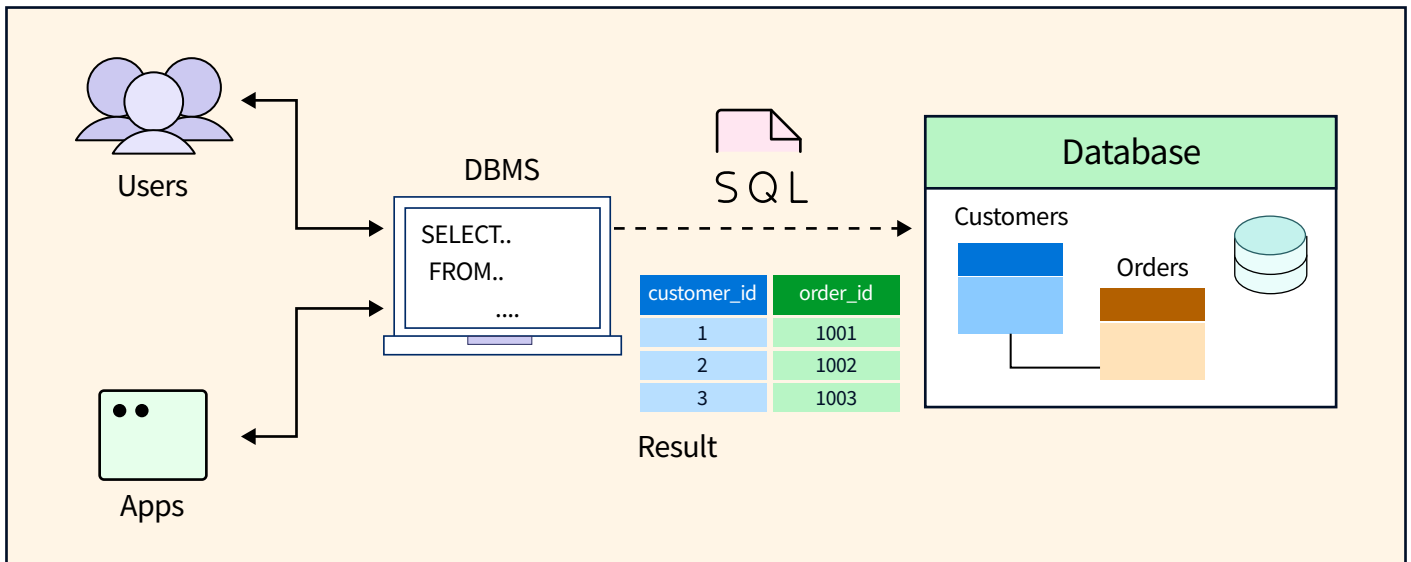 Users
Apps
DBMS
SELECT..
FROM..
....
SQL
customer_id order_id
1 1001
2 1002
3 1003
Result
Database
Customers
Orders